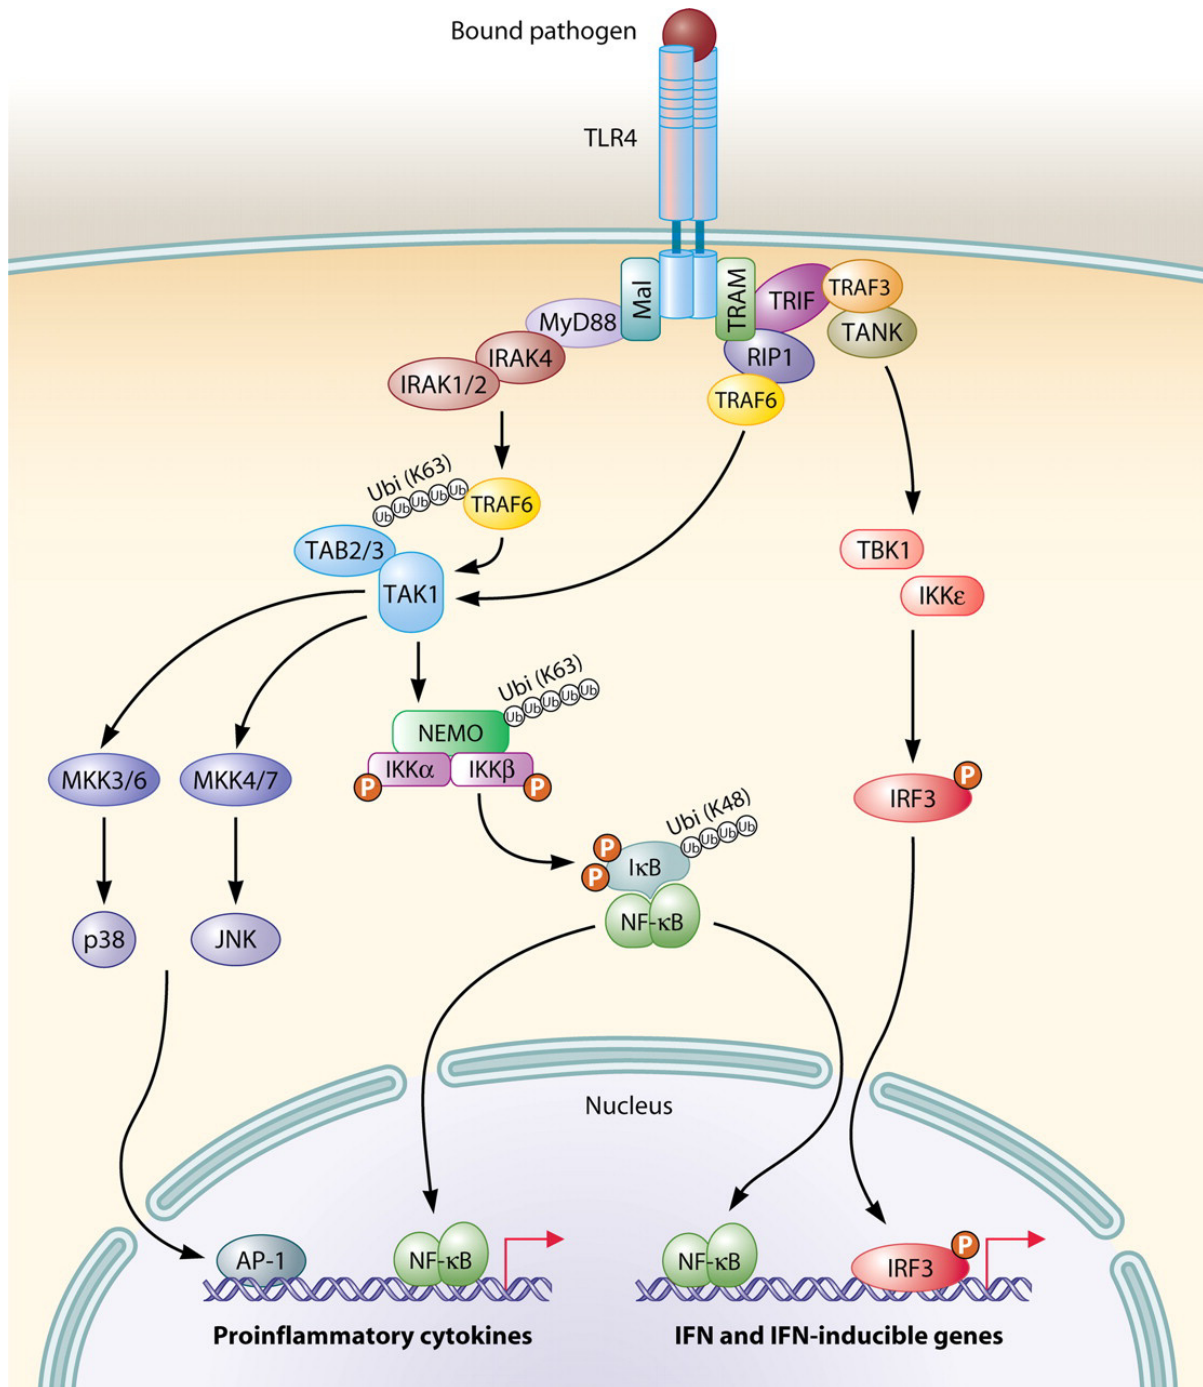 Bound pathogen
TLR4
Mal
TRAM
TRIF
TRAF3
TANK
MyD88
IRAK4
IRAK1/2
RIP1
TRAF6
Ubi (K63)
Ub Ub Ub Ub Ub
TRAF6
TAB2/3
TAK1
TBK1
IKKε
Ubi (K63)
Ub Ub Ub Ub Ub
NEMO
IKKα
IKKβ
P
P
MKK3/6
MKK4/7
IRF3
P
Ubi (K48)
Ub Ub Ub Ub
P
P
IκB
NF-κB
p38
JNK
Nucleus
AP-1
NF-κB
NF-κB
IRF3
P
Proinflammatory cytokines
IFN and IFN-inducible genes